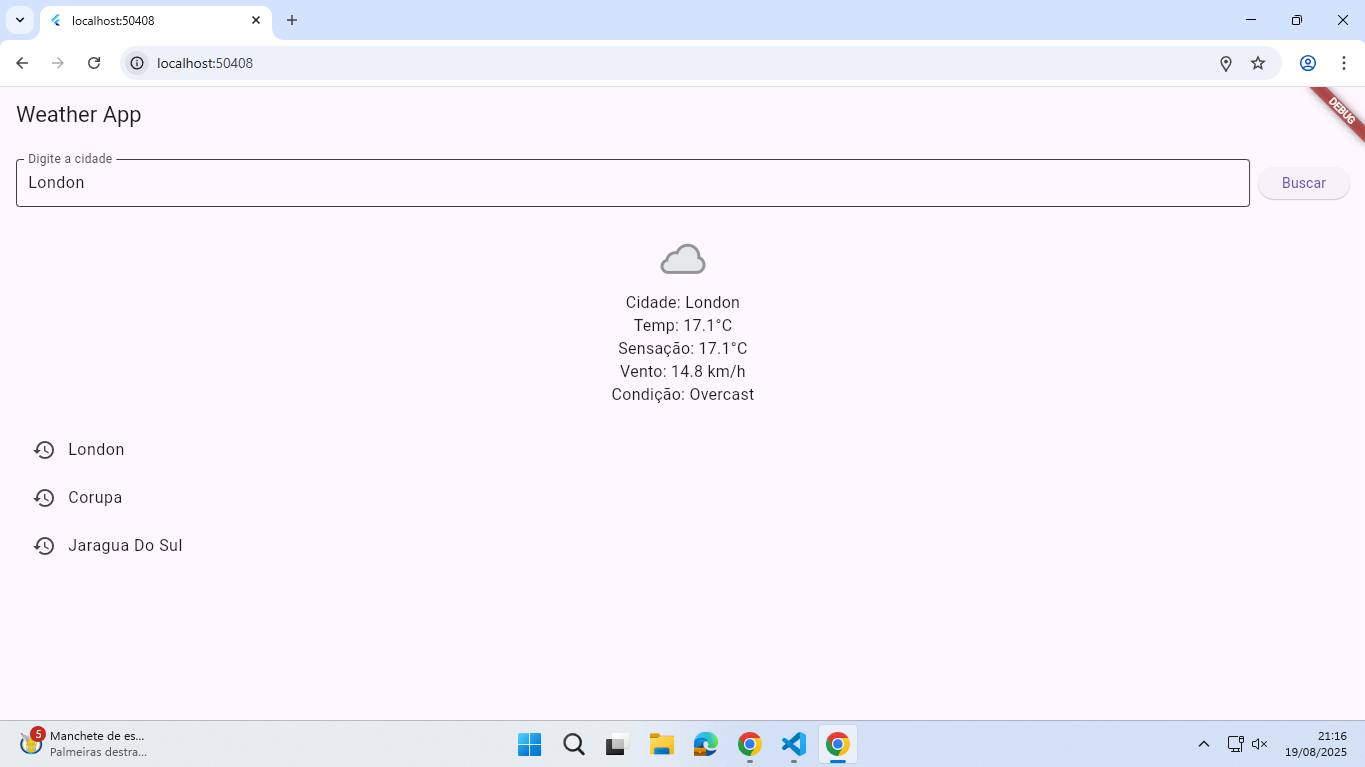 localhost:50408
localhost:50408
Weather App
DEBUG
Digite a cidade
London
Buscar
Cidade: London
Temp: 17.1°C
Sensação: 17.1°C
Vento: 14.8 km/h
Condição: Overcast
London
Corupa
Jaragua Do Sul
5
Manchete de es...
Palmeiras destra...
21:16
19/08/2025